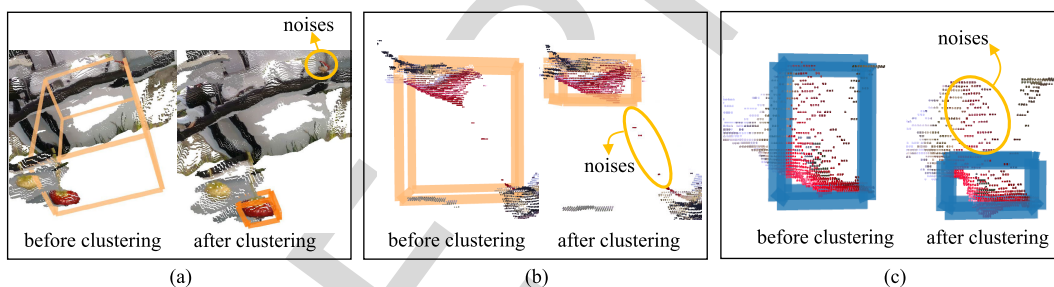 noises
before clustering
after clustering
(a)
noises
before clustering
after clustering
(b)
noises
before clustering
after clustering
(c)